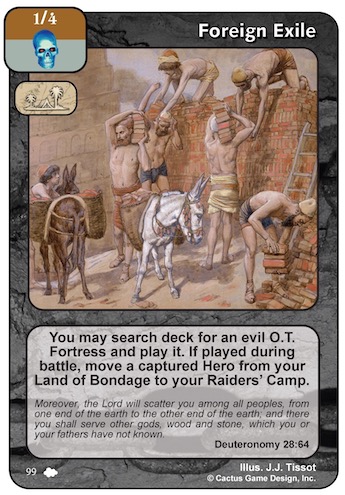 1/4
Foreign Exile
You may search deck for an evil O.T.
Fortress and play it. If played during
battle, move a captured Hero from your
Land of Bondage to your Raiders' Camp.
Moreover, the Lord will scatter you among all peoples, from
one end of the earth to the other end of the earth; and there
you shall serve other gods, wood and stone, which you or
your fathers have not known.
Deuteronomy 28:64
99
Illus. J.J. Tissot
© Cactus Game Design, Inc.